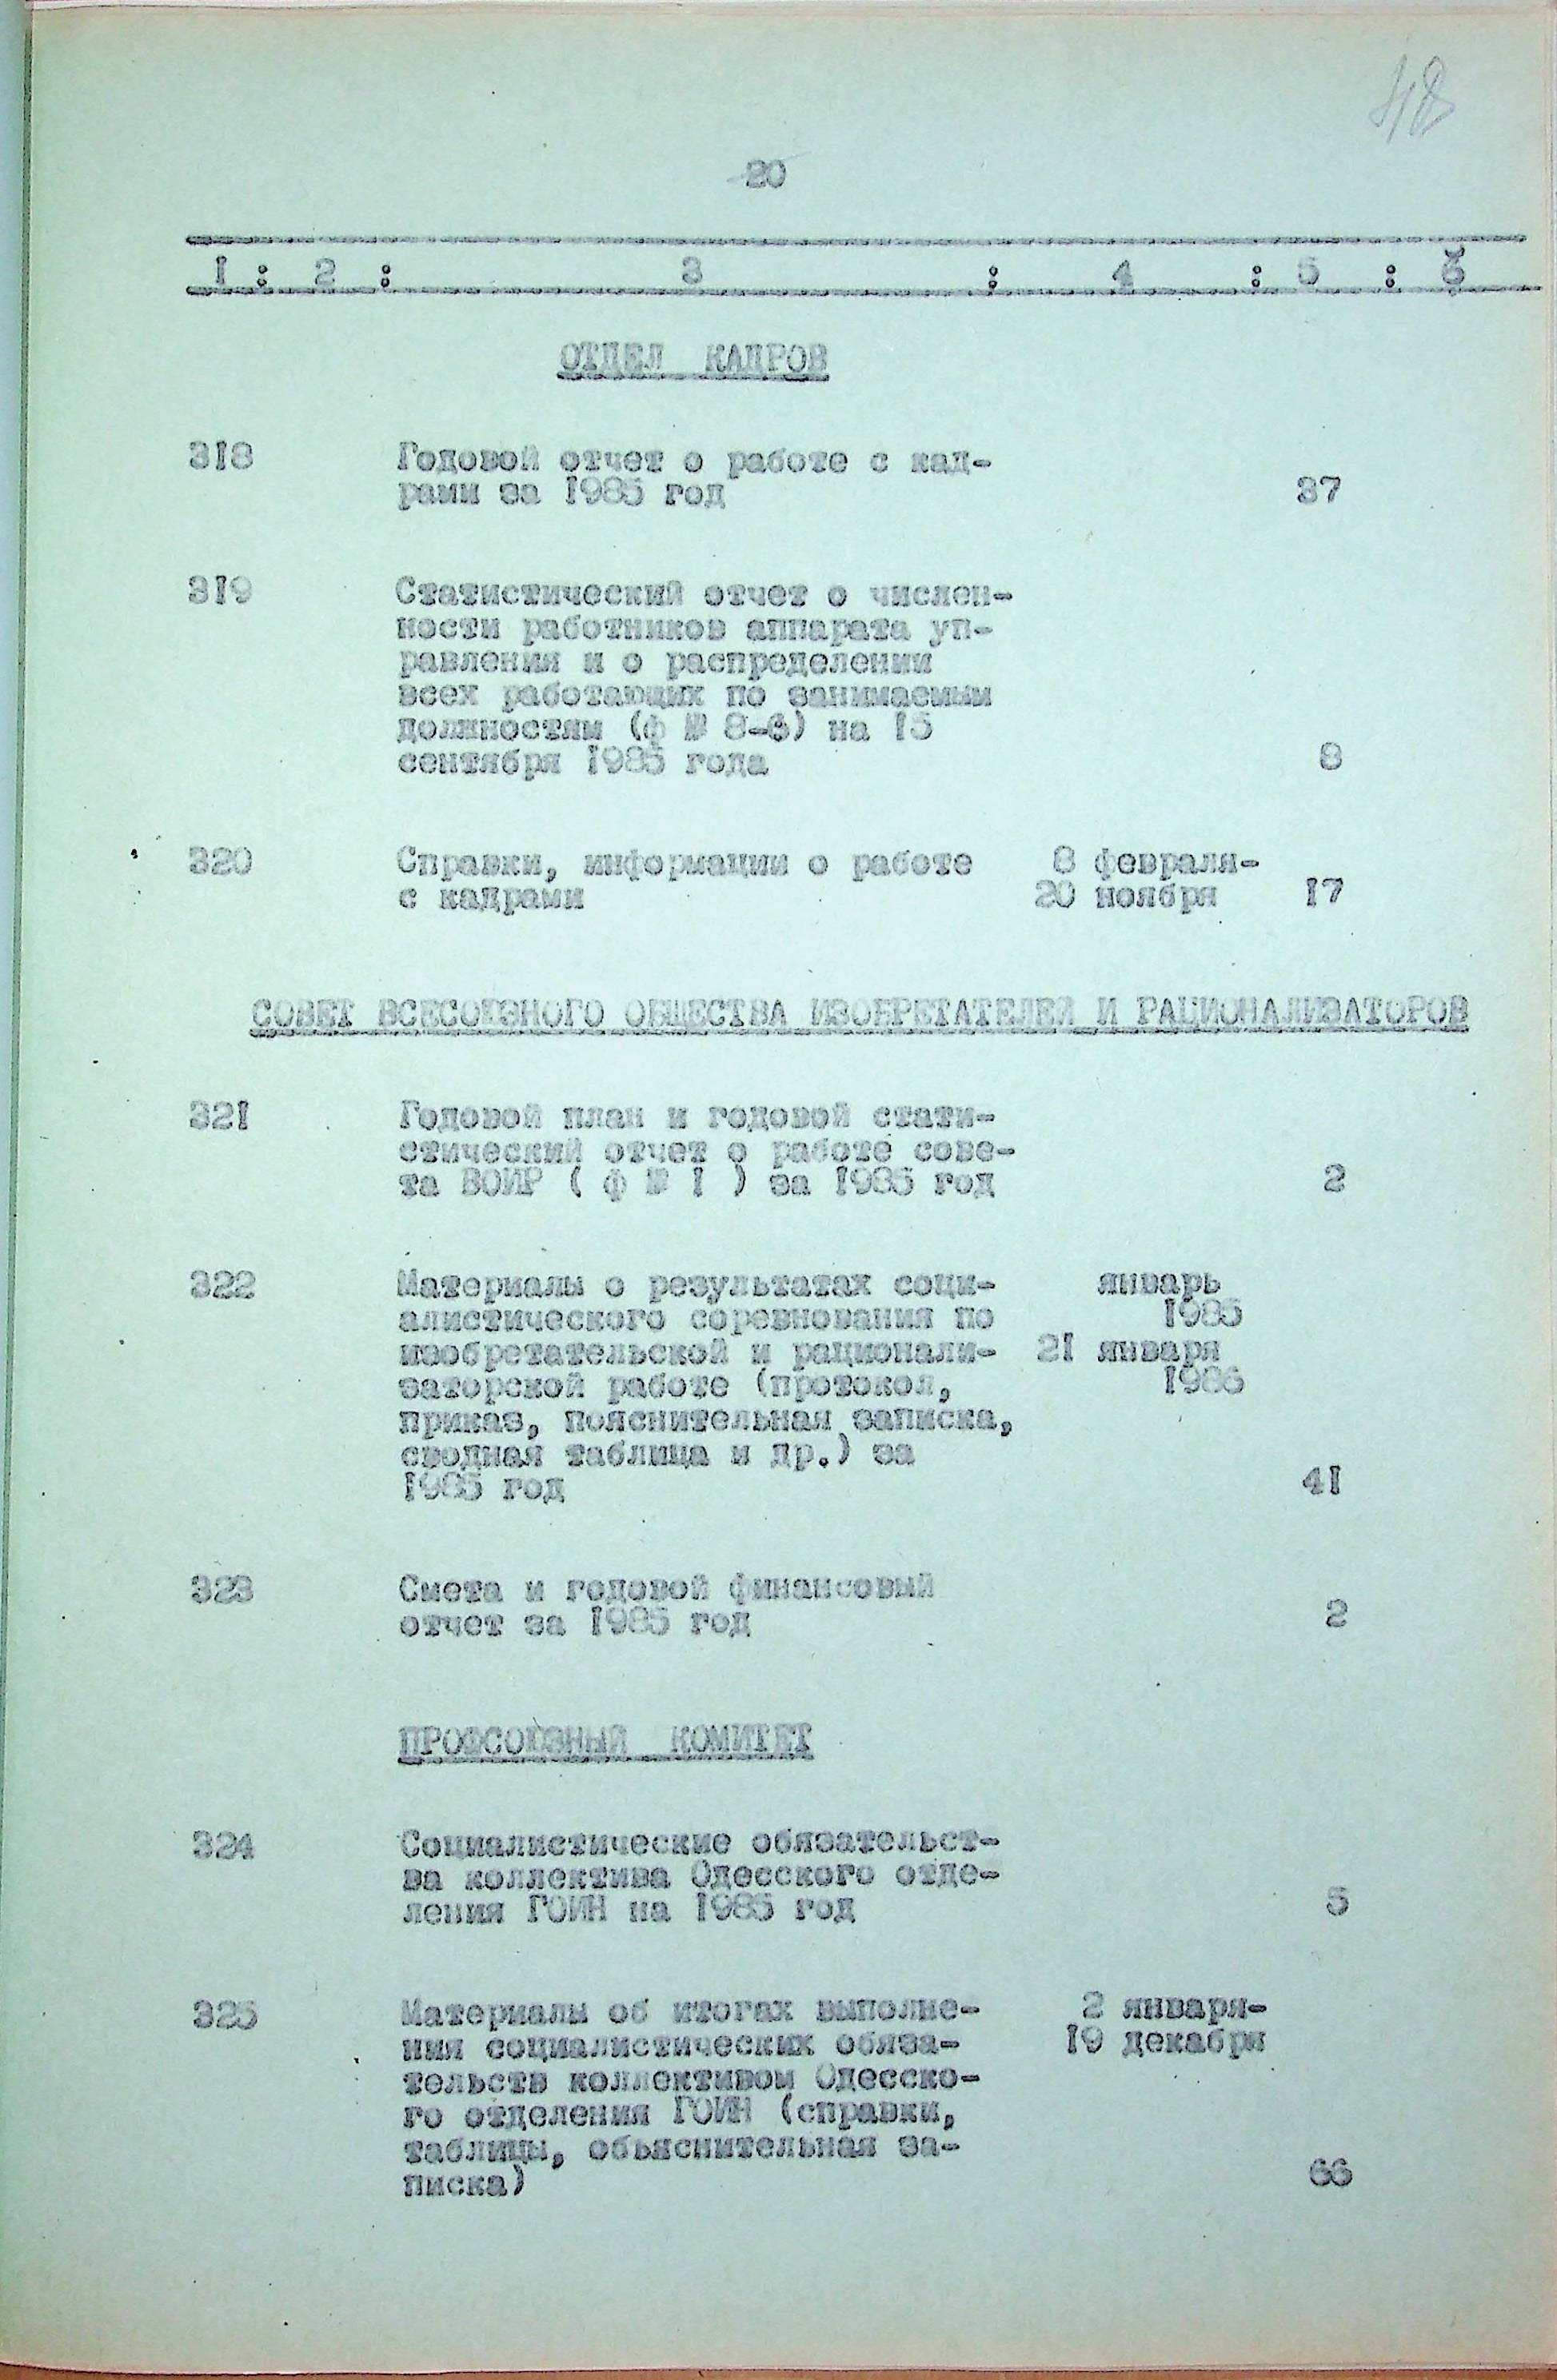 48
20
1 : 2 : 3 : 4 : 5 : 6
ОТДЕЛ КАДРОВ
318 Годовой отчет о работе с кад-
рами за 1985 год 37
319 Статистический отчет о числен-
ности работников аппарата уп-
равления и о распределении
всех работающих по занимаемым
должностям (ф № 8-6) на 15
сентября 1985 года 8
320 Справки, информации о работе 8 февраля-
с кадрами 20 ноября 17
СОВЕТ ВСЕСОЮЗНОГО ОБЩЕСТВА ИЗОБРЕТАТЕЛЕЙ И РАЦИОНАЛИЗАТОРОВ
321 Годовой план и годовой стати-
стический отчет о работе сове-
та ВОИР ( ф № 1 ) за 1985 год 2
322 Материалы о результатах соци- январь
алистического соревнования по 1985
изобретательской и рационали- 21 января
заторской работе (протокол, 1986
приказ, пояснительная записка,
сводная таблица и др.) за
1985 год 41
323 Смета и годовой финансовый
отчет за 1985 год 2
ПРОФСОЮЗНЫЙ КОМИТЕТ
324 Социалистические обязательст-
ва коллектива Одесского отде-
ления ГОИН на 1985 год 5
325 Материалы об итогах выполне- 2 января-
ния социалистических обяза- 19 декабря
тельств коллективом Одесско-
го отделения ГОИН (справки,
таблицы, объяснительная за-
писка) 66